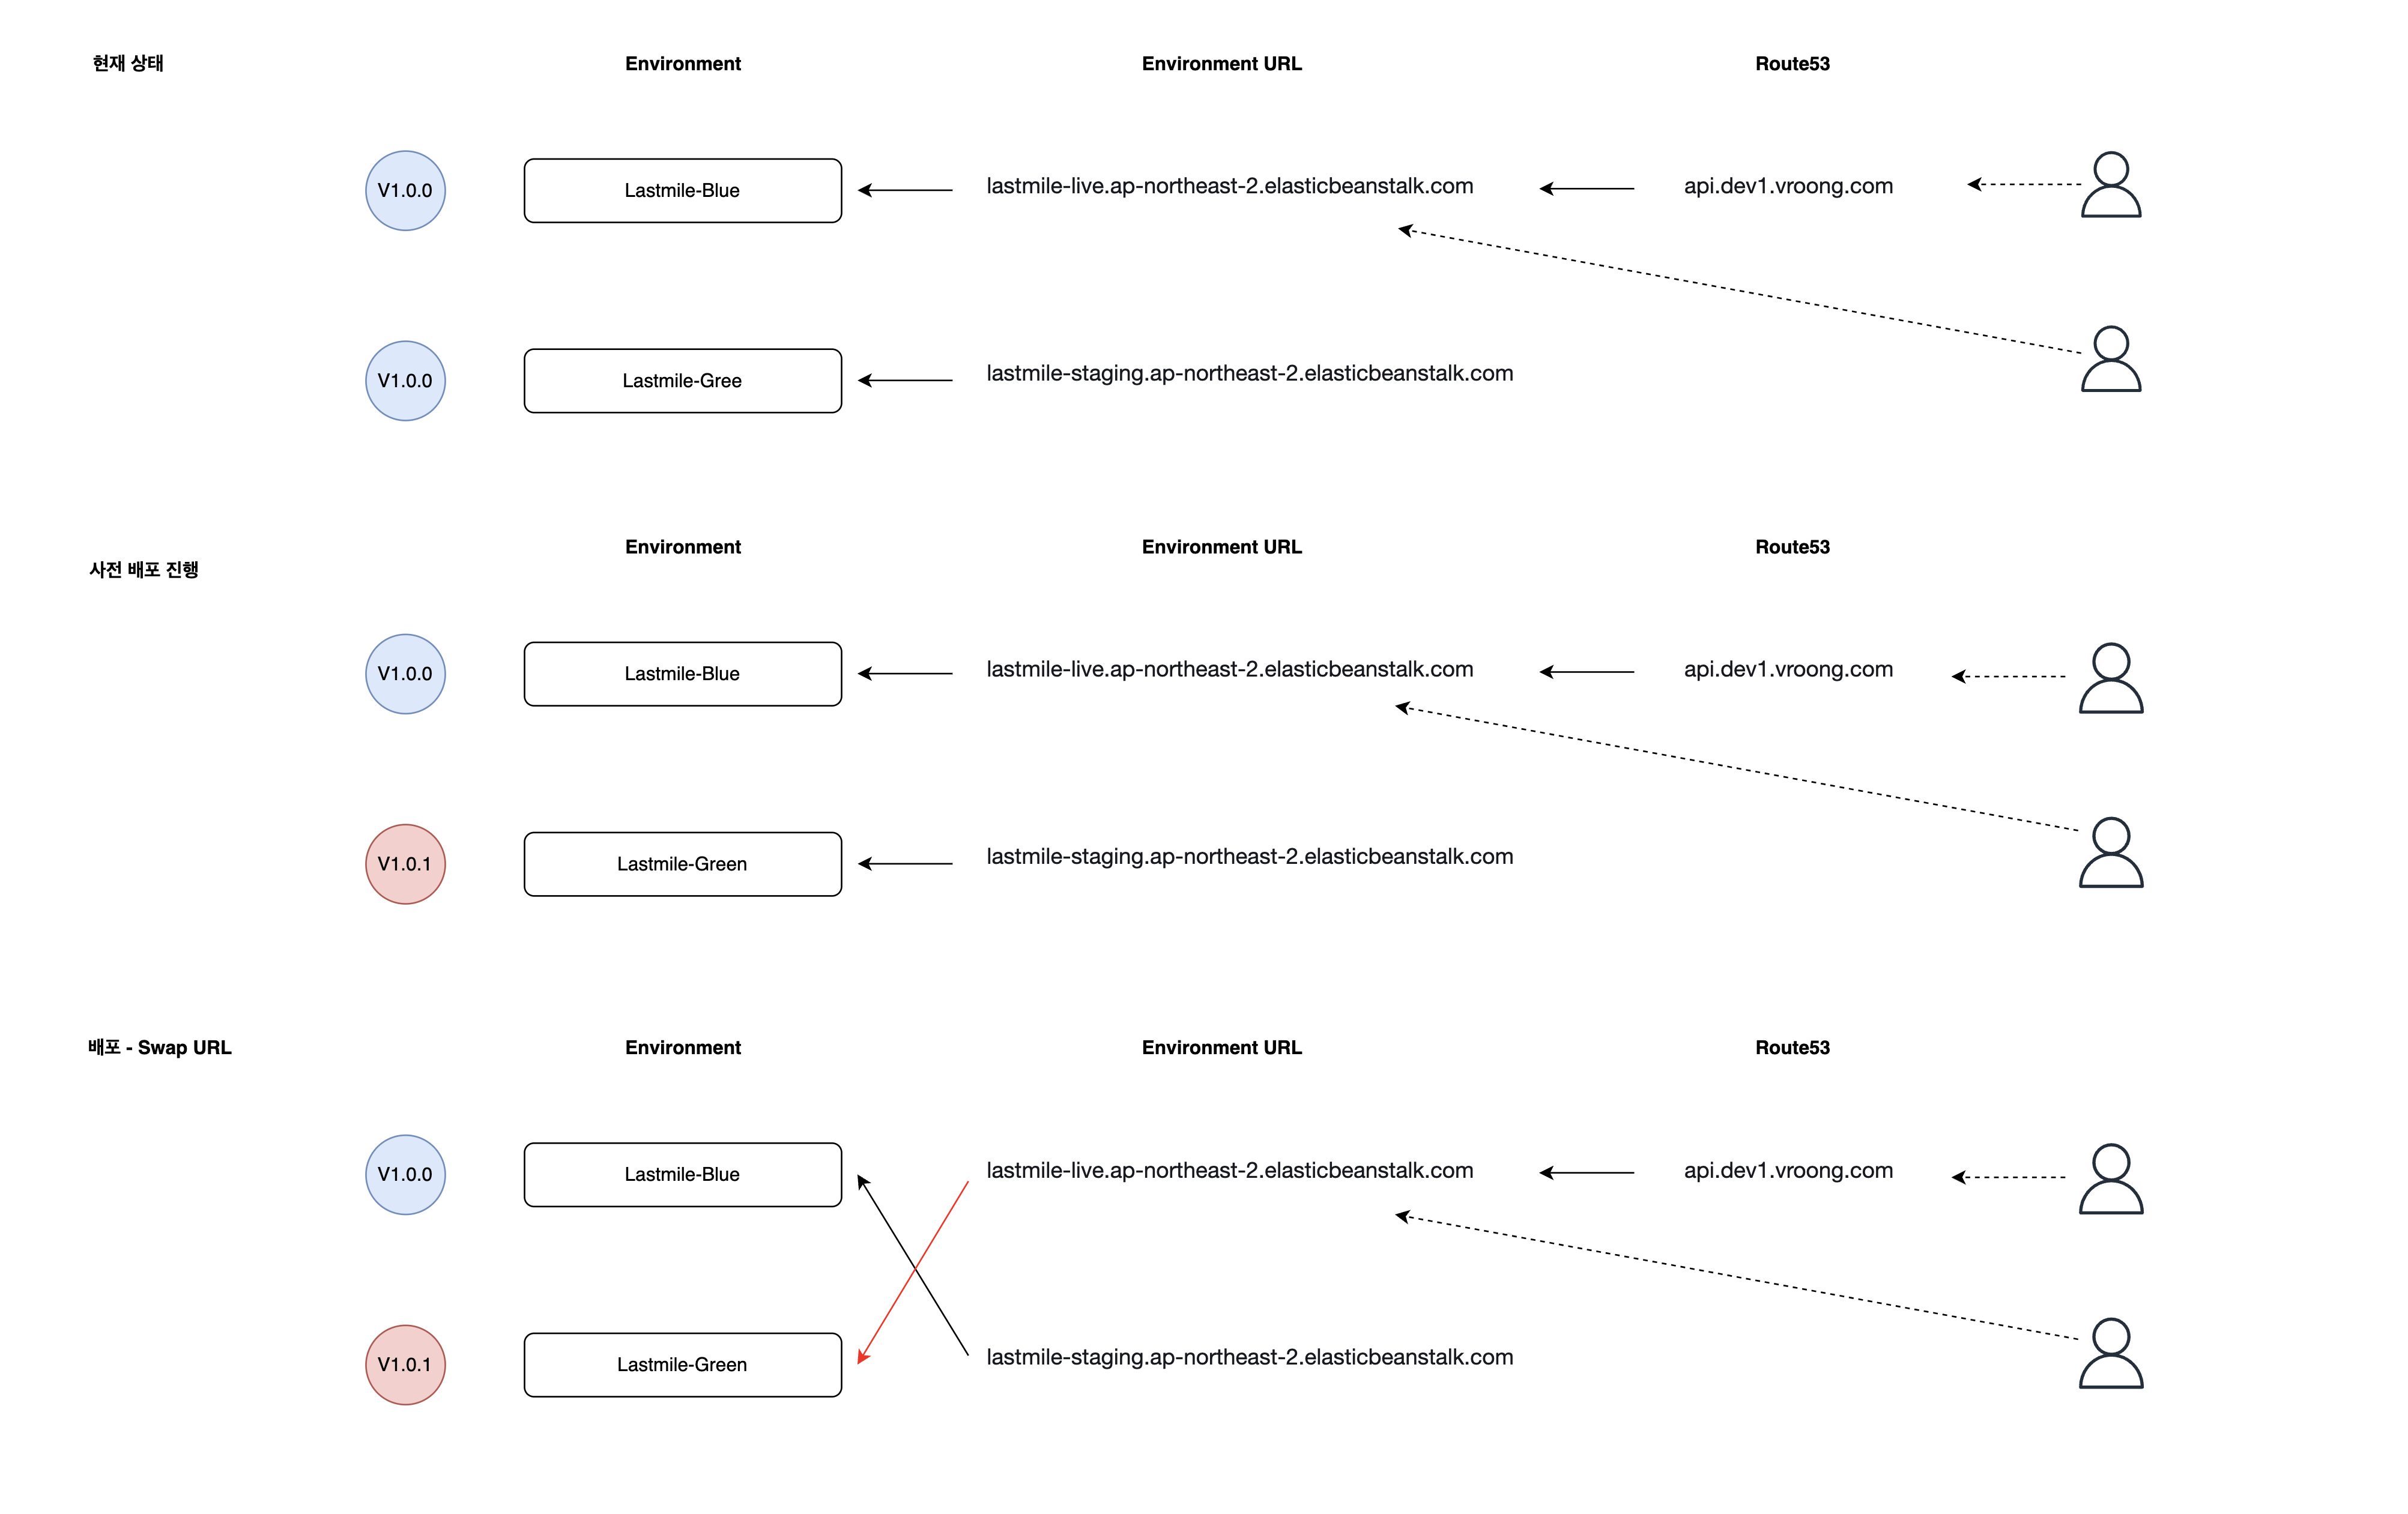 현재 상태
Environment
Environment URL
Route53
V1.0.0
Lastmile-Blue
lastmile-live.ap-northeast-2.elasticbeanstalk.com
api.dev1.vroong.com
V1.0.0
Lastmile-Gree
lastmile-staging.ap-northeast-2.elasticbeanstalk.com
사전 배포 진행
Environment
Environment URL
Route53
V1.0.0
Lastmile-Blue
lastmile-live.ap-northeast-2.elasticbeanstalk.com
api.dev1.vroong.com
V1.0.1
Lastmile-Green
lastmile-staging.ap-northeast-2.elasticbeanstalk.com
배포 - Swap URL
Environment
Environment URL
Route53
V1.0.0
Lastmile-Blue
lastmile-live.ap-northeast-2.elasticbeanstalk.com
api.dev1.vroong.com
V1.0.1
Lastmile-Green
lastmile-staging.ap-northeast-2.elasticbeanstalk.com